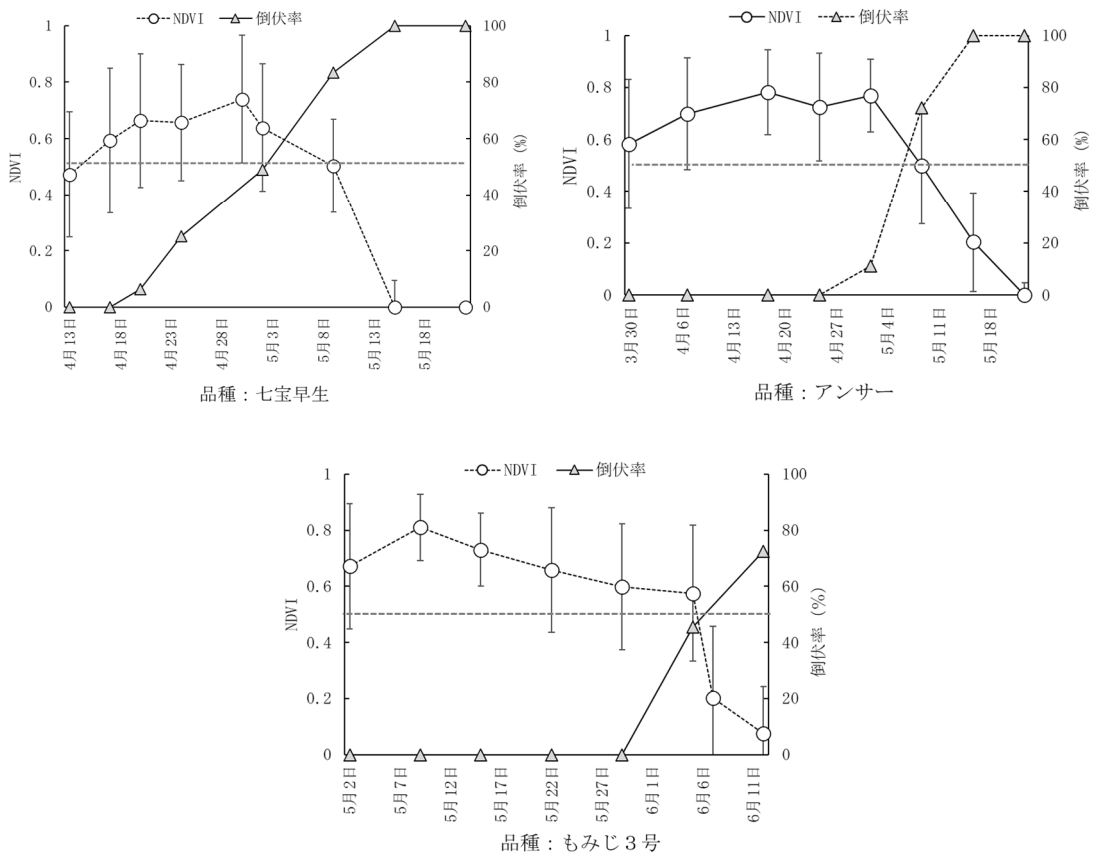 NDVI 倒伏率
1
0.8
0.6
0.4
0.2
0
NDVI
100
80
60
40
20
0
倒伏率 (%)
4月13日
4月18日
4月23日
4月28日
5月3日
5月8日
5月13日
5月18日
品種：七宝早生
NDVI 倒伏率
1
0.8
0.6
0.4
0.2
0
NDVI
100
80
60
40
20
0
倒伏率 (%)
3月30日
4月6日
4月13日
4月20日
4月27日
5月4日
5月11日
5月18日
品種：アンサー
NDVI 倒伏率
1
0.8
0.6
0.4
0.2
0
NDVI
100
80
60
40
20
0
倒伏率 (%)
5月2日
5月7日
5月12日
5月17日
5月22日
5月27日
6月1日
6月6日
6月11日
品種：もみじ３号